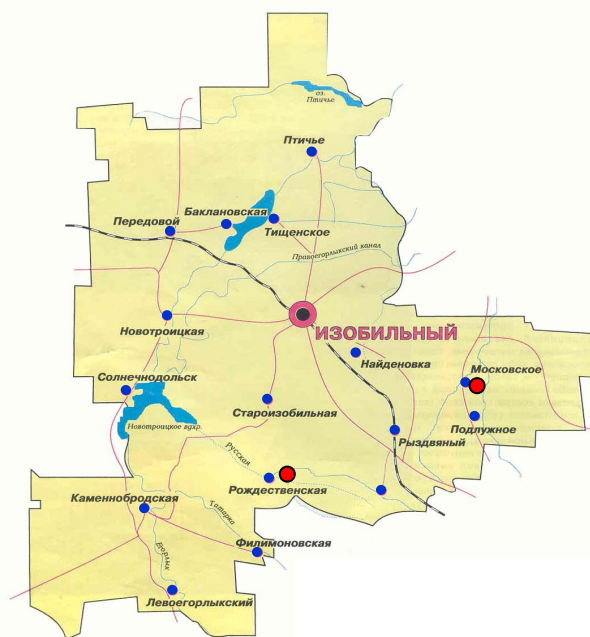 оз.
Птичье
Птичье
Баклановская
Передовой
Тищенское
Правоегорлыкский канал
Новотроицкая
ИЗОБИЛЬНЫЙ
Найденовка
Московское
Солнечнодольск
Староизобильная
Подлужное
Новотроицкое вдхр.
Рыздвяный
Русская
Рождественская
Каменнобродская
Татарка
Егорлык
Филимоновская
Левоегорлыкский